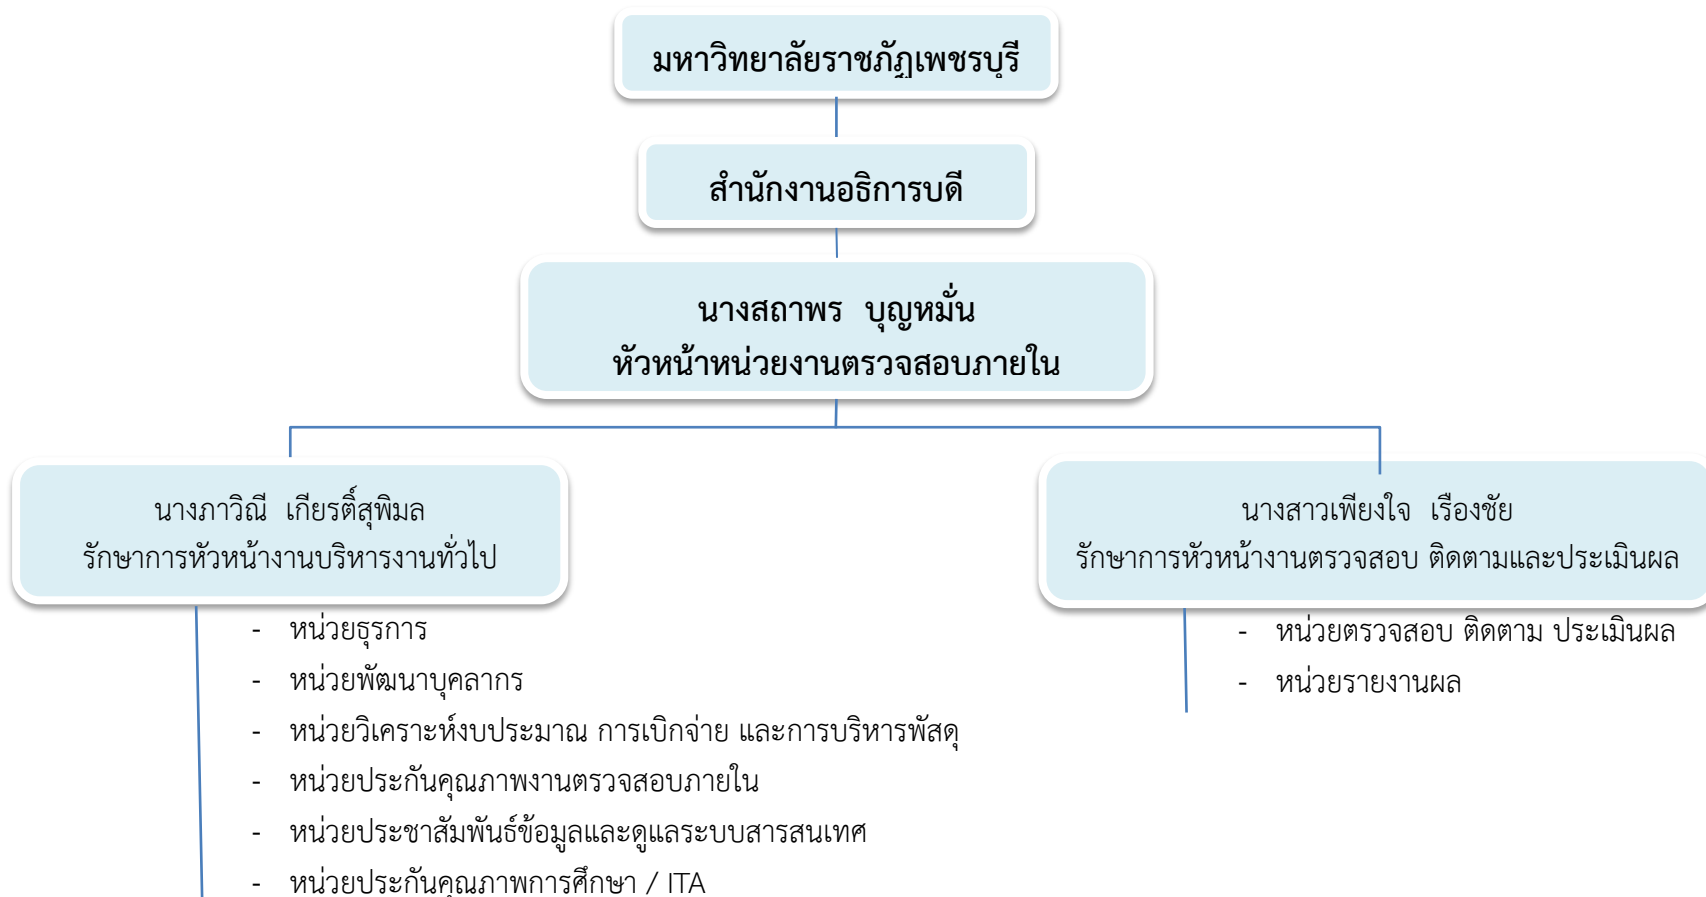 มหาวิทยาลัยราชภัฏเพชรบุรี
สำนักงานอธิการบดี
นางสถาพร บุญหมั่น
หัวหน้าหน่วยงานตรวจสอบภายใน
นางภาวิณี เกียรติ์สุพิมล
รักษาการหัวหน้างานบริหารงานทั่วไป
- หน่วยธุรการ
- หน่วยพัฒนาบุคลากร
- หน่วยวิเคราะห์งบประมาณ การเบิกจ่าย และการบริหารพัสดุ
- หน่วยประกันคุณภาพงานตรวจสอบภายใน
- หน่วยประชาสัมพันธ์ข้อมูลและดูแลระบบสารสนเทศ
- หน่วยประกันคุณภาพการศึกษา / ITA
นางสาวเพียงใจ เรืองชัย
รักษาการหัวหน้างานตรวจสอบ ติดตามและประเมินผล
- หน่วยตรวจสอบ ติดตาม ประเมินผล
- หน่วยรายงานผล